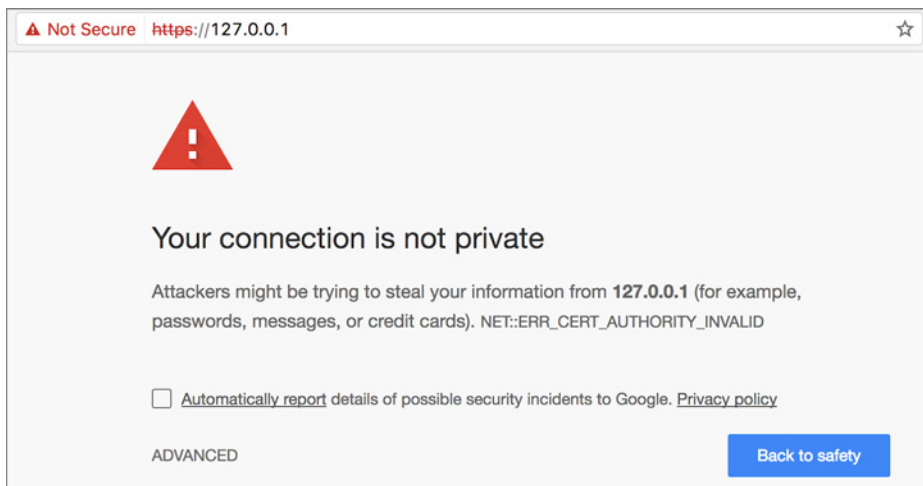 Not Secure https://127.0.0.1
Your connection is not private
Attackers might be trying to steal your information from 127.0.0.1 (for example,
passwords, messages, or credit cards). NET::ERR_CERT_AUTHORITY_INVALID
Automatically report details of possible security incidents to Google. Privacy policy
ADVANCED Back to safety